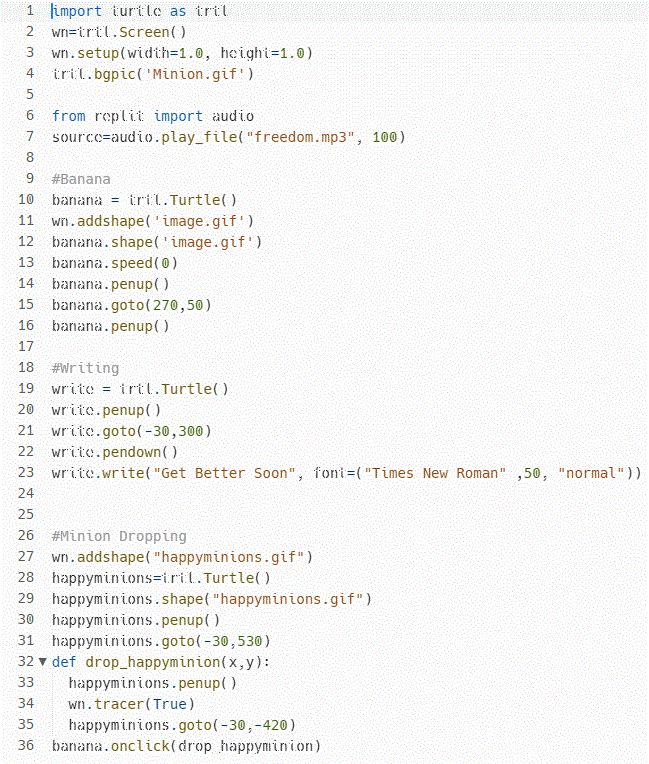 1 import turtle as trtl
2 wn=trtl.Screen()
3 wn.setup(width=1.0, height=1.0)
4 trtl.bgpic('Minion.gif')
5
6 from replit import audio
7 source=audio.play_file("freedom.mp3", 100)
8
9 #Banana
10 banana = trtl.Turtle()
11 wn.addshape('image.gif')
12 banana.shape('image.gif')
13 banana.speed(0)
14 banana.penup()
15 banana.goto(270,50)
16 banana.penup()
17
18 #Writing
19 write = trtl.Turtle()
20 write.penup()
21 write.goto(-30,300)
22 write.pendown()
23 write.write("Get Better Soon", font=("Times New Roman" ,50, "normal"))
24
25
26 #Minion Dropping
27 wn.addshape("happyminions.gif")
28 happyminions=trtl.Turtle()
29 happyminions.shape("happyminions.gif")
30 happyminions.penup()
31 happyminions.goto(-30,530)
32 def drop_happyminion(x,y):
33   happyminions.penup()
34   wn.tracer(True)
35   happyminions.goto(-30,-420)
36 banana.onclick(drop_happyminion)